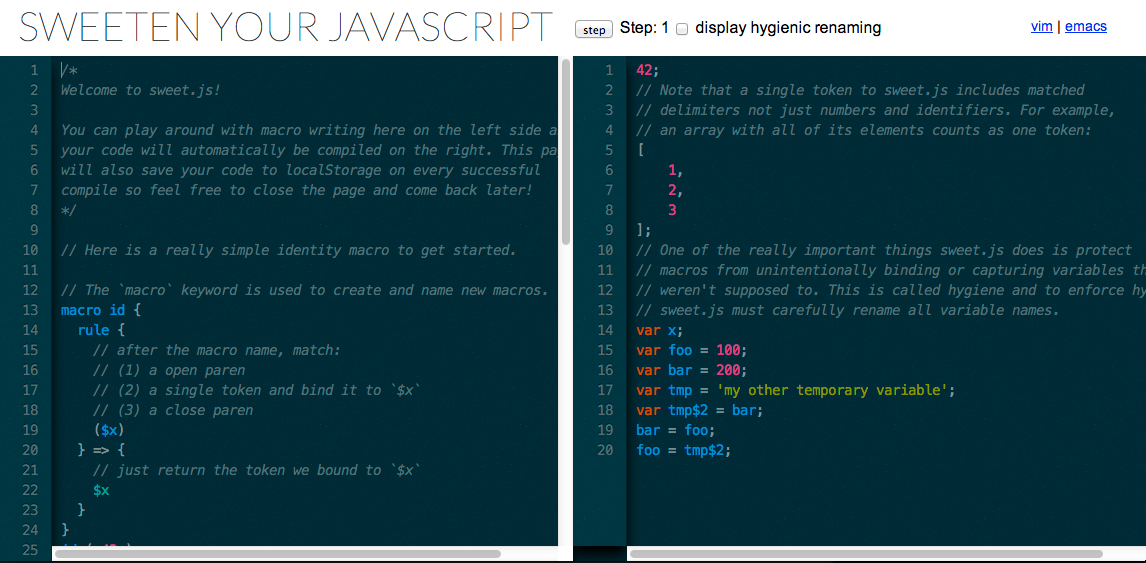 SWEETEN YOUR JAVASCRIPT
step Step: 1 display hygienic renaming vim | emacs
1 /*
2 Welcome to sweet.js!
3
4 You can play around with macro writing here on the left side
5 your code will automatically be compiled on the right. This
6 will also save your code to localStorage on every successful
7 compile so feel free to close the page and come back later!
8 */
9
10 // Here is a really simple identity macro to get started.
11
12 // The `macro` keyword is used to create and name new macros.
13 macro id {
14 rule {
15 // after the macro name, match:
16 // (1) a open paren
17 // (2) a single token and bind it to `$x`
18 // (3) a close paren
19 ($x)
20 } => {
21 // just return the token we bound to `$x`
22 $x
23 }
24 }
25
1 42;
2 // Note that a single token to sweet.js includes matched
3 // delimiters not just numbers and identifiers. For example,
4 // an array with all of its elements counts as one token:
5 [
6 1,
7 2,
8 3
9 ];
10 // One of the really important things sweet.js does is protect
11 // macros from unintentionally binding or capturing variables
12 // weren't supposed to. This is called hygiene and to enforce
13 // sweet.js must carefully rename all variable names.
14 var x;
15 var foo = 100;
16 var bar = 200;
17 var tmp = 'my other temporary variable';
18 var tmp$2 = bar;
19 bar = foo;
20 foo = tmp$2;